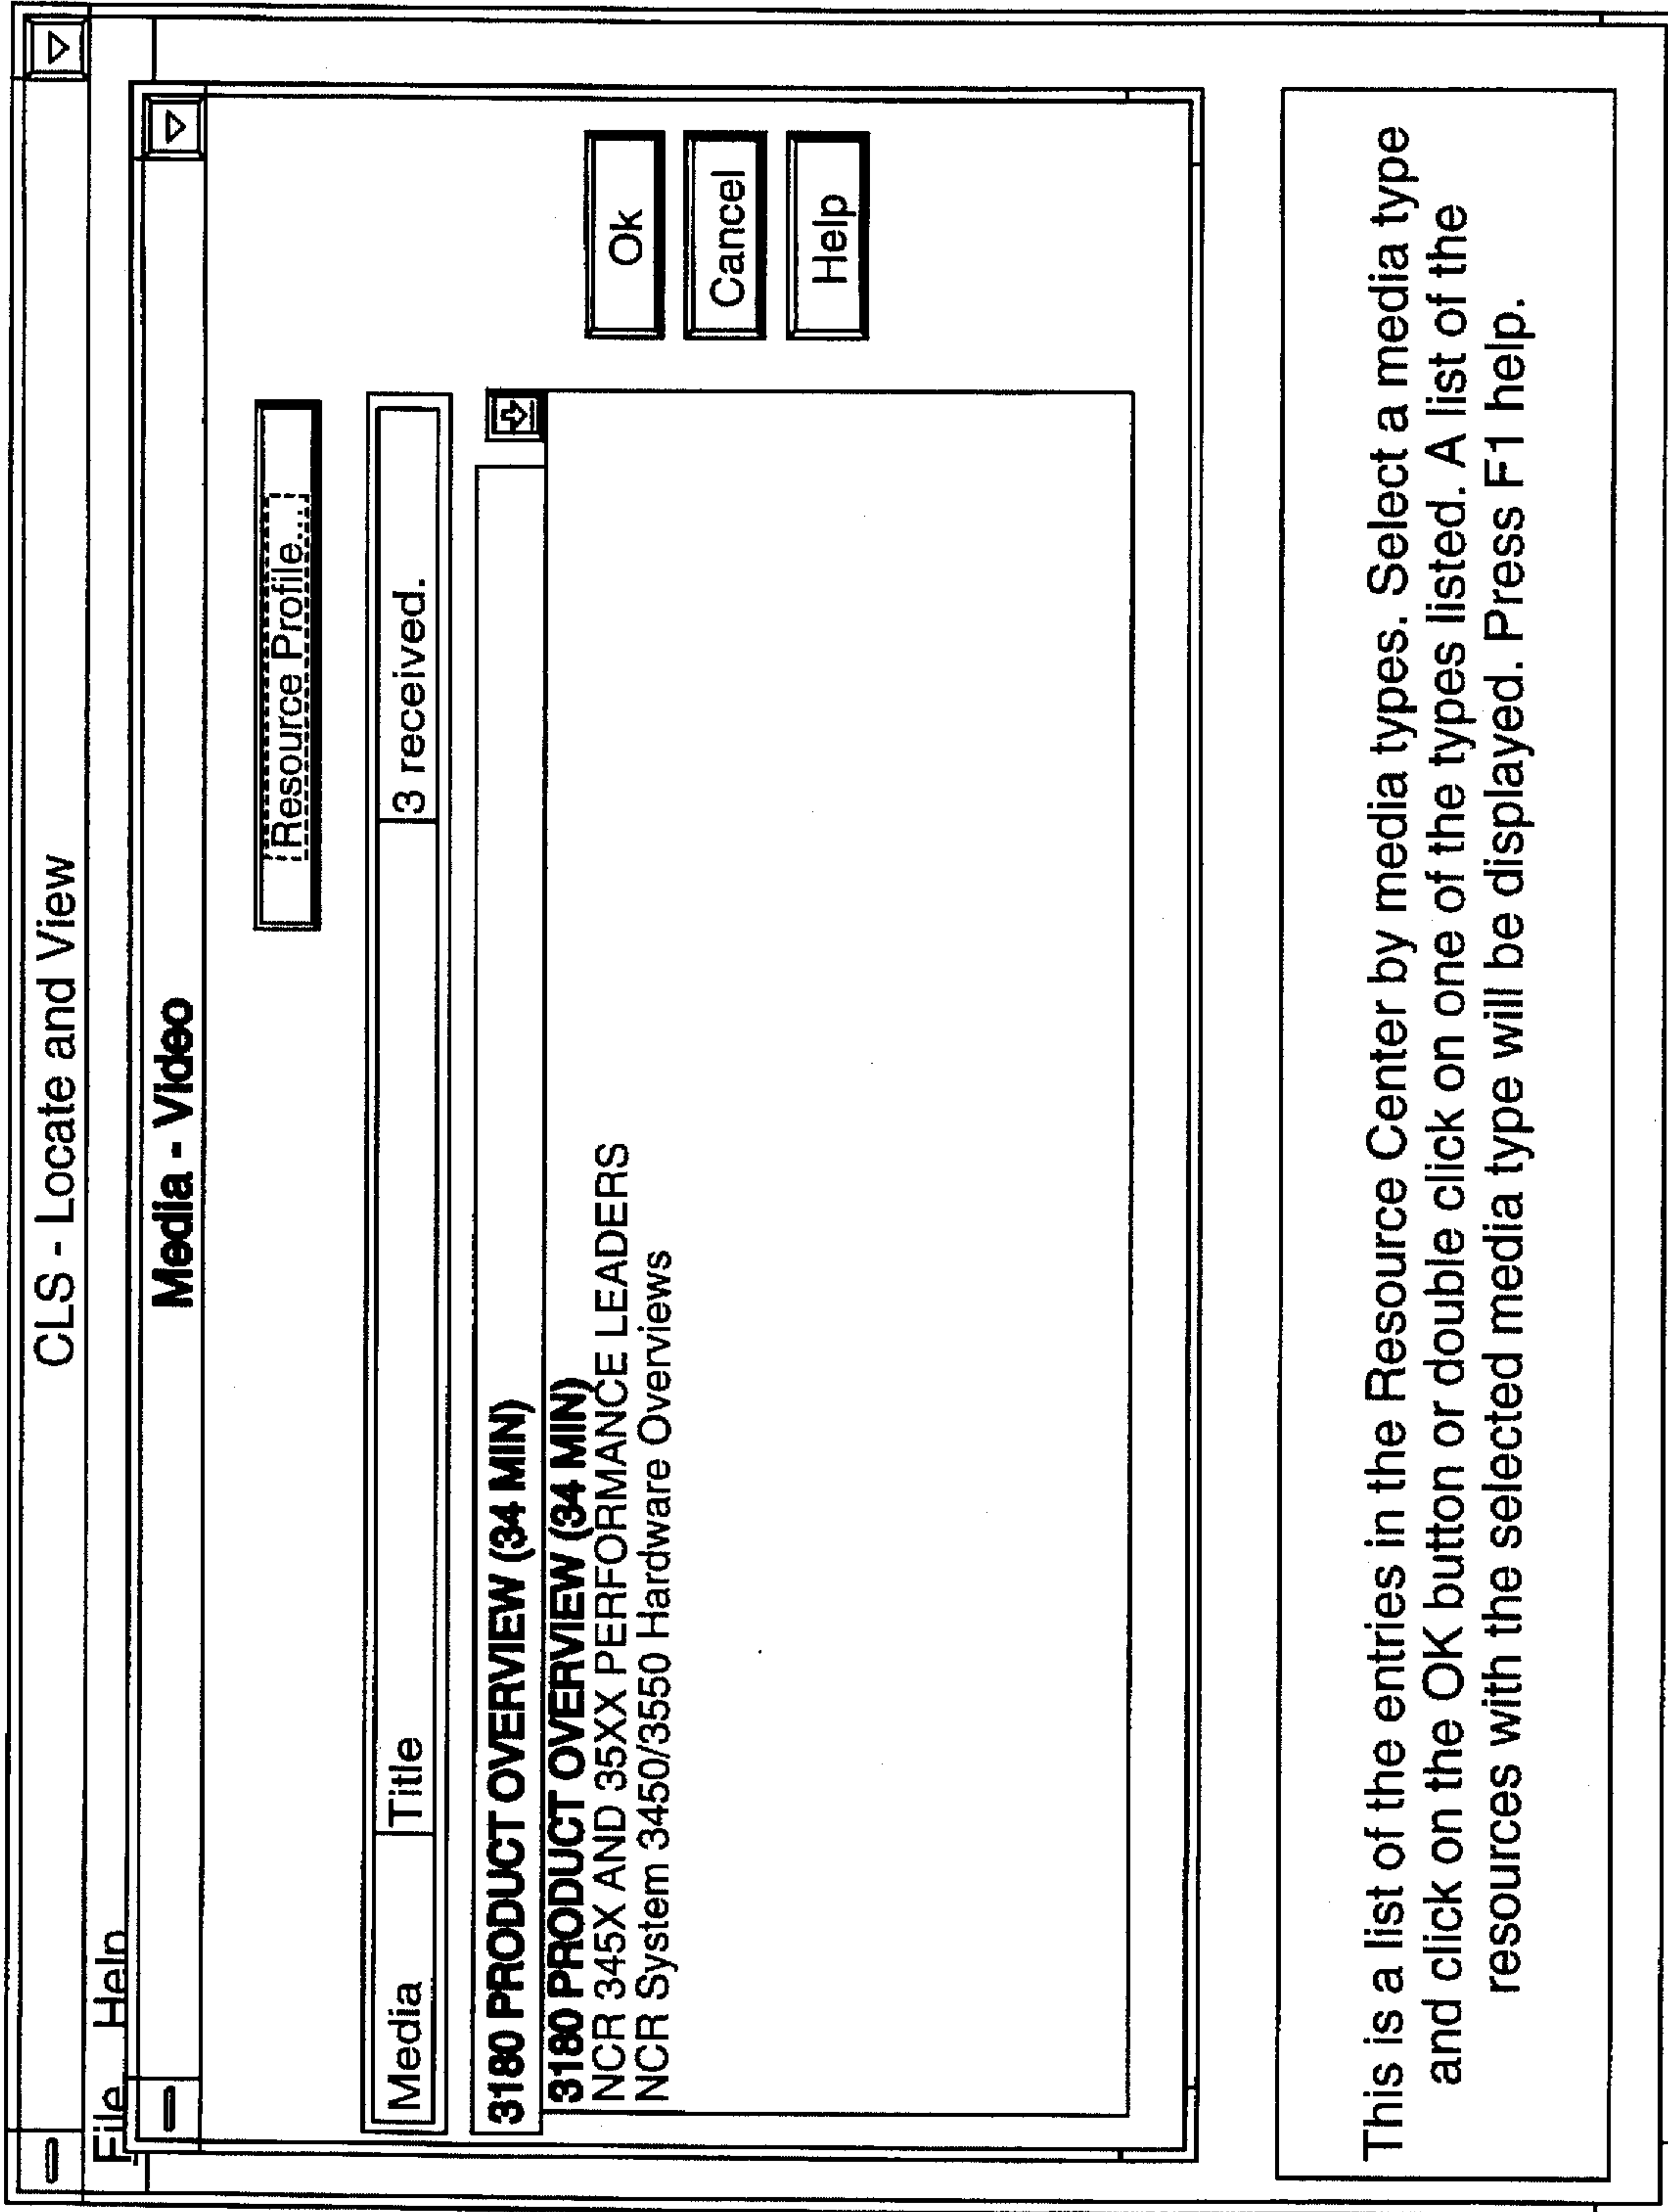 CLS - Locate and View
File Help
Media - Video
Resource Profile...
Media Title 3 received.
3180 PRODUCT OVERVIEW (34 MIN)
3180 PRODUCT OVERVIEW (34 MIN)
NCR 345X AND 35XX PERFORMANCE LEADERS
NCR System 3450/3550 Hardware Overviews
Ok
Cancel
Help
This is a list of the entries in the Resource Center by media types. Select a media type
and click on the OK button or double click on one of the types listed. A list of the
resources with the selected media type will be displayed. Press F1 help.